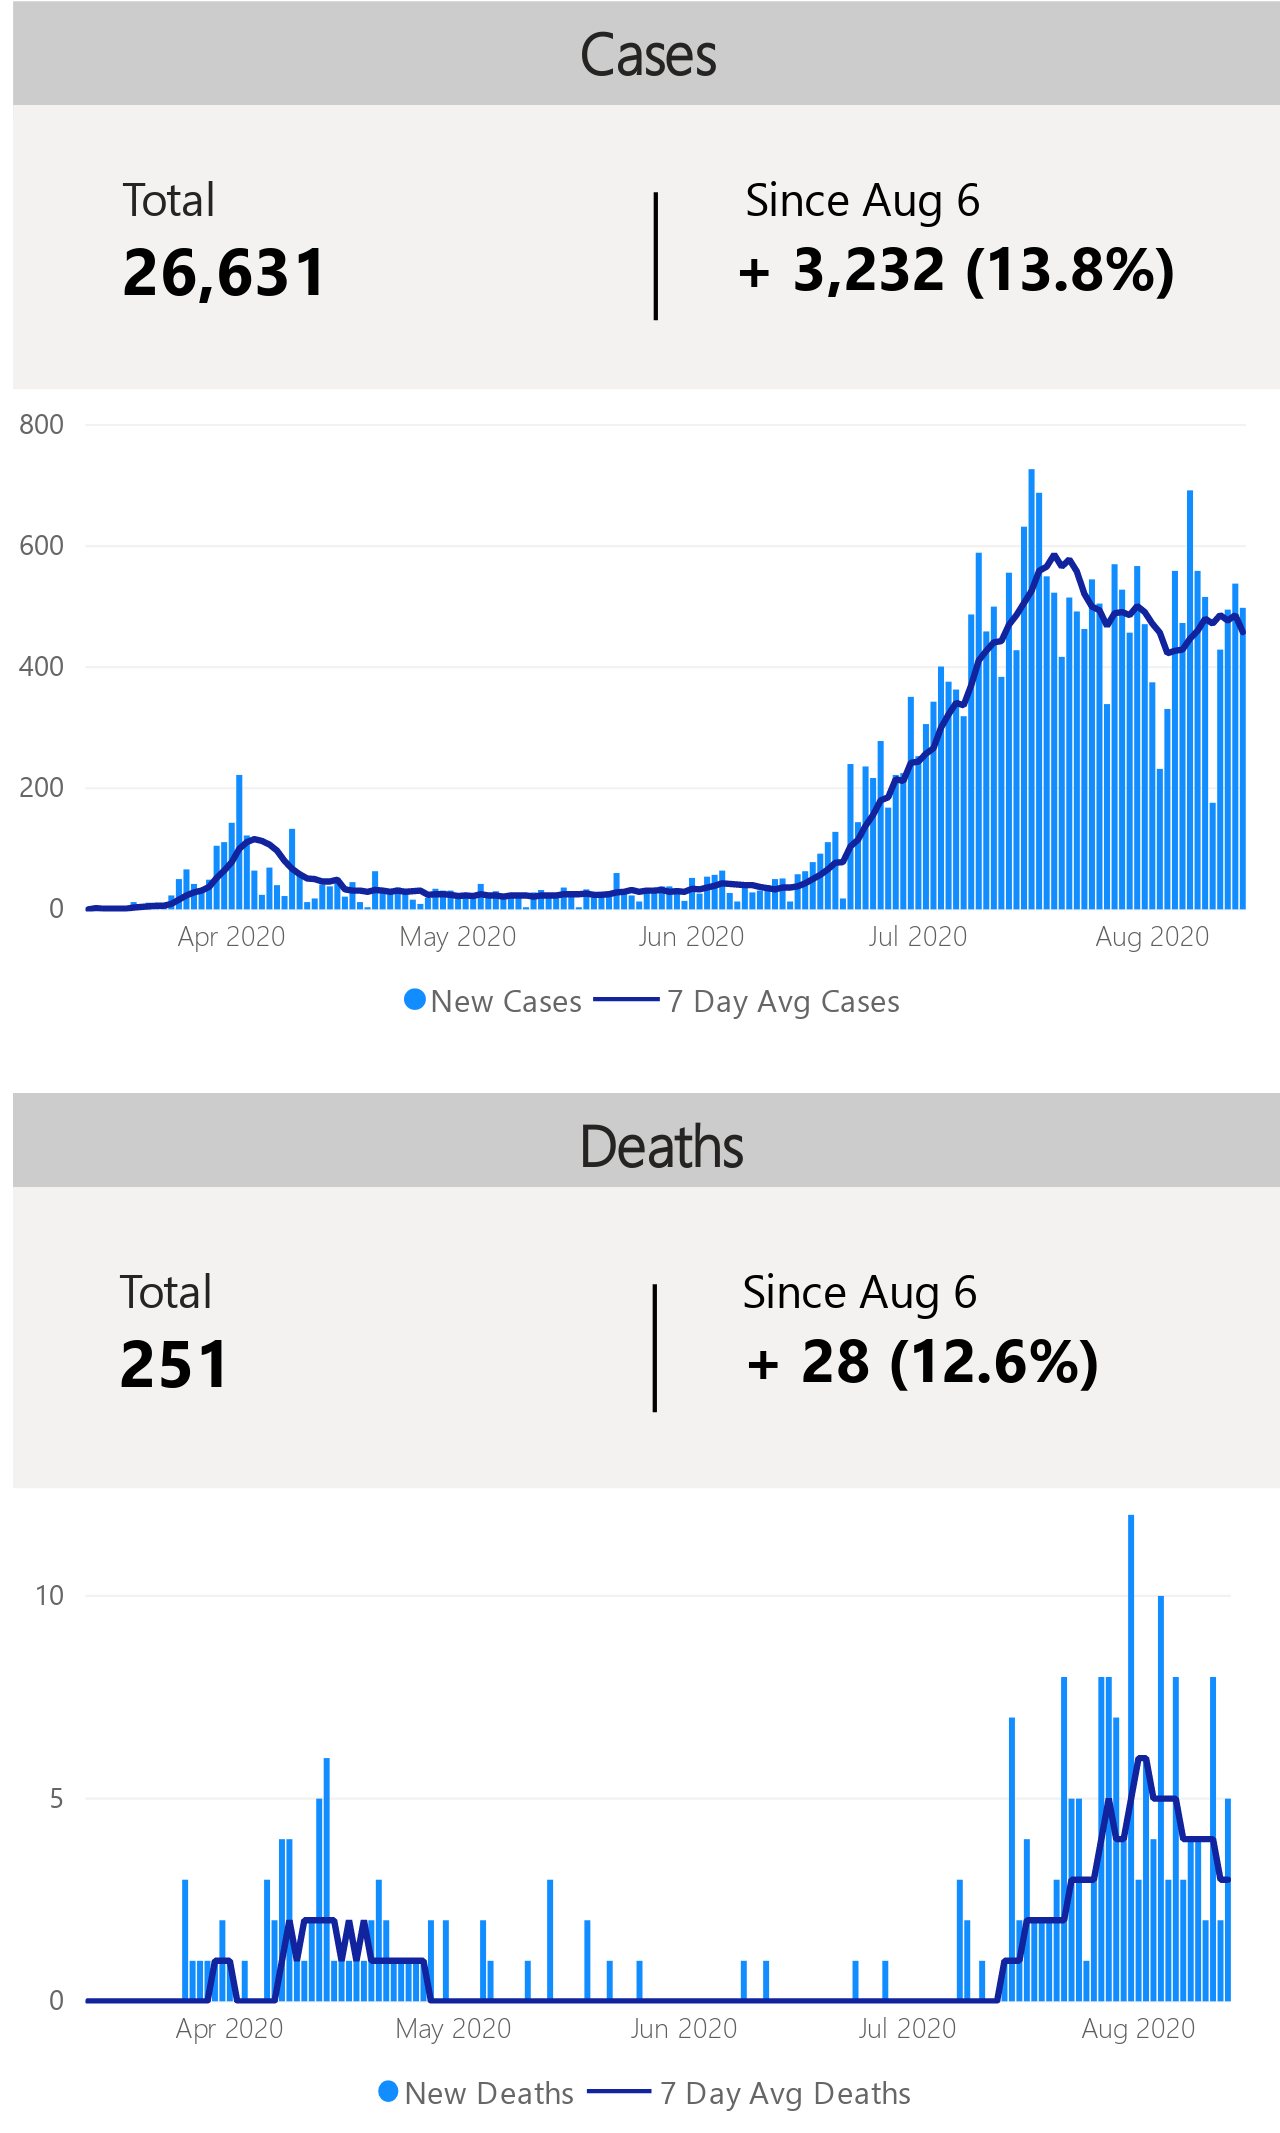 Cases
Total
Since Aug 6
26,631
+ 3,232 (13.8%)
800
600
400
200
0
Apr 2020 May 2020 Jun 2020 Jul 2020 Aug 2020
New Cases 7 Day Avg Cases
Deaths
Total
Since Aug 6
251
+ 28 (12.6%)
10
5
0
Apr 2020 May 2020 Jun 2020 Jul 2020 Aug 2020
New Deaths 7 Day Avg Deaths